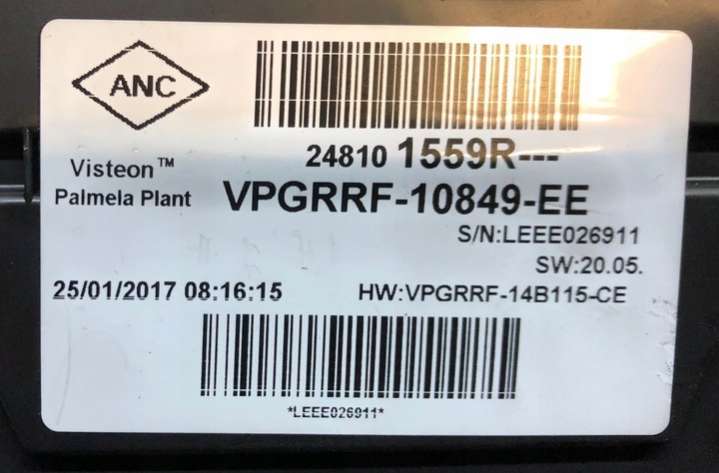 ANC
24810 1559R---
Visteon™
Palmela Plant
VPGRRF-10849-EE
S/N:LEEE026911
SW:20.05.
25/01/2017 08:16:15
HW:VPGRRF-14B115-CE
*LEEE026911*